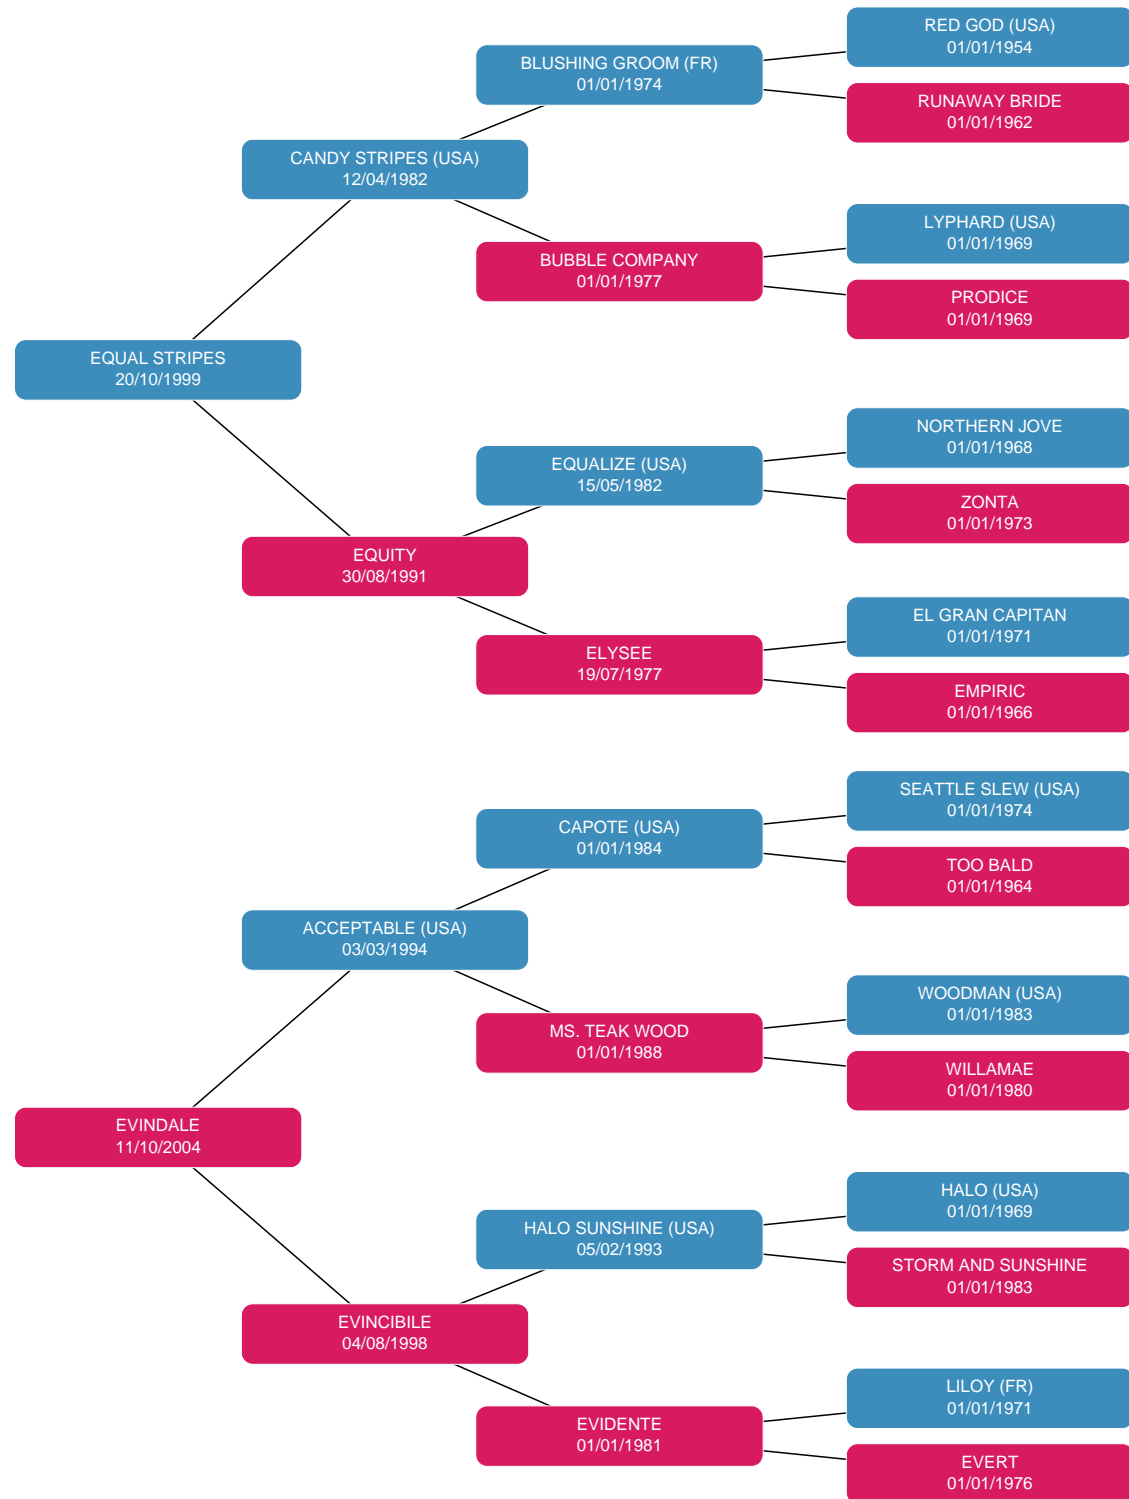 RED GOD (USA)
01/01/1954
BLUSHING GROOM (FR)
01/01/1974
RUNAWAY BRIDE
01/01/1962
CANDY STRIPES (USA)
12/04/1982
LYPHARD (USA)
01/01/1969
BUBBLE COMPANY
01/01/1977
PRODICE
01/01/1969
EQUAL STRIPES
20/10/1999
NORTHERN JOVE
01/01/1968
EQUALIZE (USA)
15/05/1982
ZONTA
01/01/1973
EQUITY
30/08/1991
EL GRAN CAPITAN
01/01/1971
ELYSEE
19/07/1977
EMPIRIC
01/01/1966
SEATTLE SLEW (USA)
01/01/1974
CAPOTE (USA)
01/01/1984
TOO BALD
01/01/1964
ACCEPTABLE (USA)
03/03/1994
WOODMAN (USA)
01/01/1983
MS. TEAK WOOD
01/01/1988
WILLAMAE
01/01/1980
EVINDALE
11/10/2004
HALO (USA)
01/01/1969
HALO SUNSHINE (USA)
05/02/1993
STORM AND SUNSHINE
01/01/1983
EVINCIBILE
04/08/1998
LILOY (FR)
01/01/1971
EVIDENTE
01/01/1981
EVERT
01/01/1976